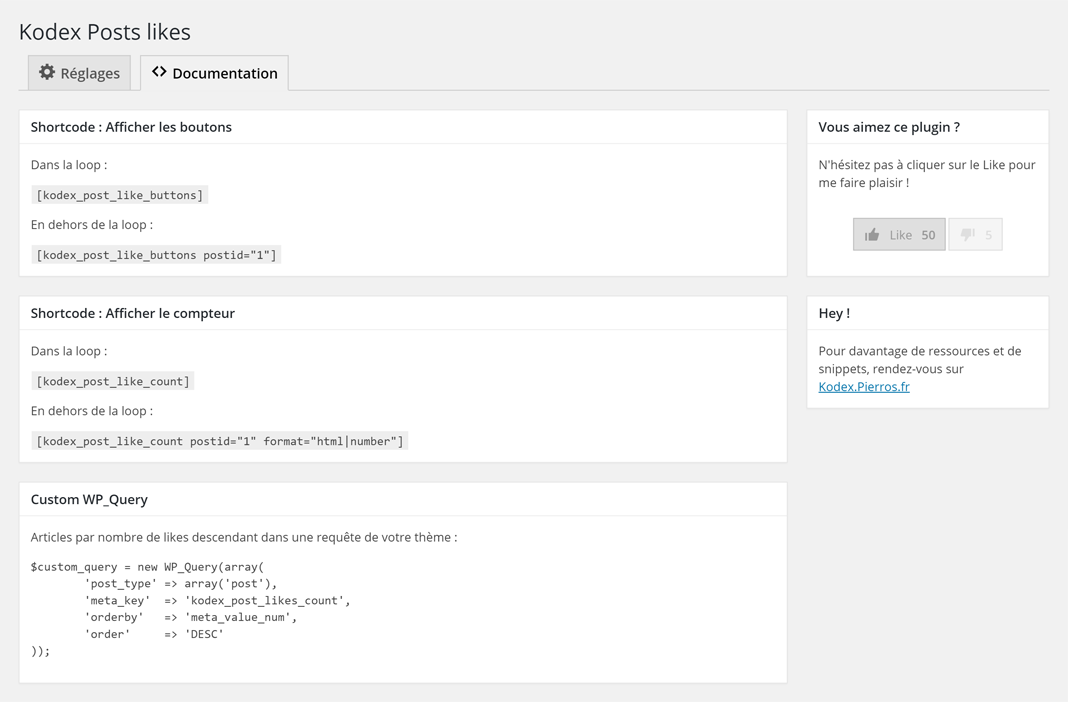 Kodex Posts likes
Réglages
Documentation
Shortcode : Afficher les boutons
Dans la loop :
[kodex_post_like_buttons]
En dehors de la loop :
[kodex_post_like_buttons postid="1"]
Shortcode : Afficher le compteur
Dans la loop :
[kodex_post_like_count]
En dehors de la loop :
[kodex_post_like_count postid="1" format="html|number"]
Custom WP_Query
Articles par nombre de likes descendant dans une requête de votre thème :
$custom_query = new WP_Query(array(
'post_type' => array('post'),
'meta_key' => 'kodex_post_likes_count',
'orderby' => 'meta_value_num',
'order' => 'DESC'
));
Vous aimez ce plugin ?
N'hésitez pas à cliquer sur le Like pour
me faire plaisir !
Like 50
5
Hey !
Pour davantage de ressources et de
snippets, rendez-vous sur
Kodex.Pierros.fr